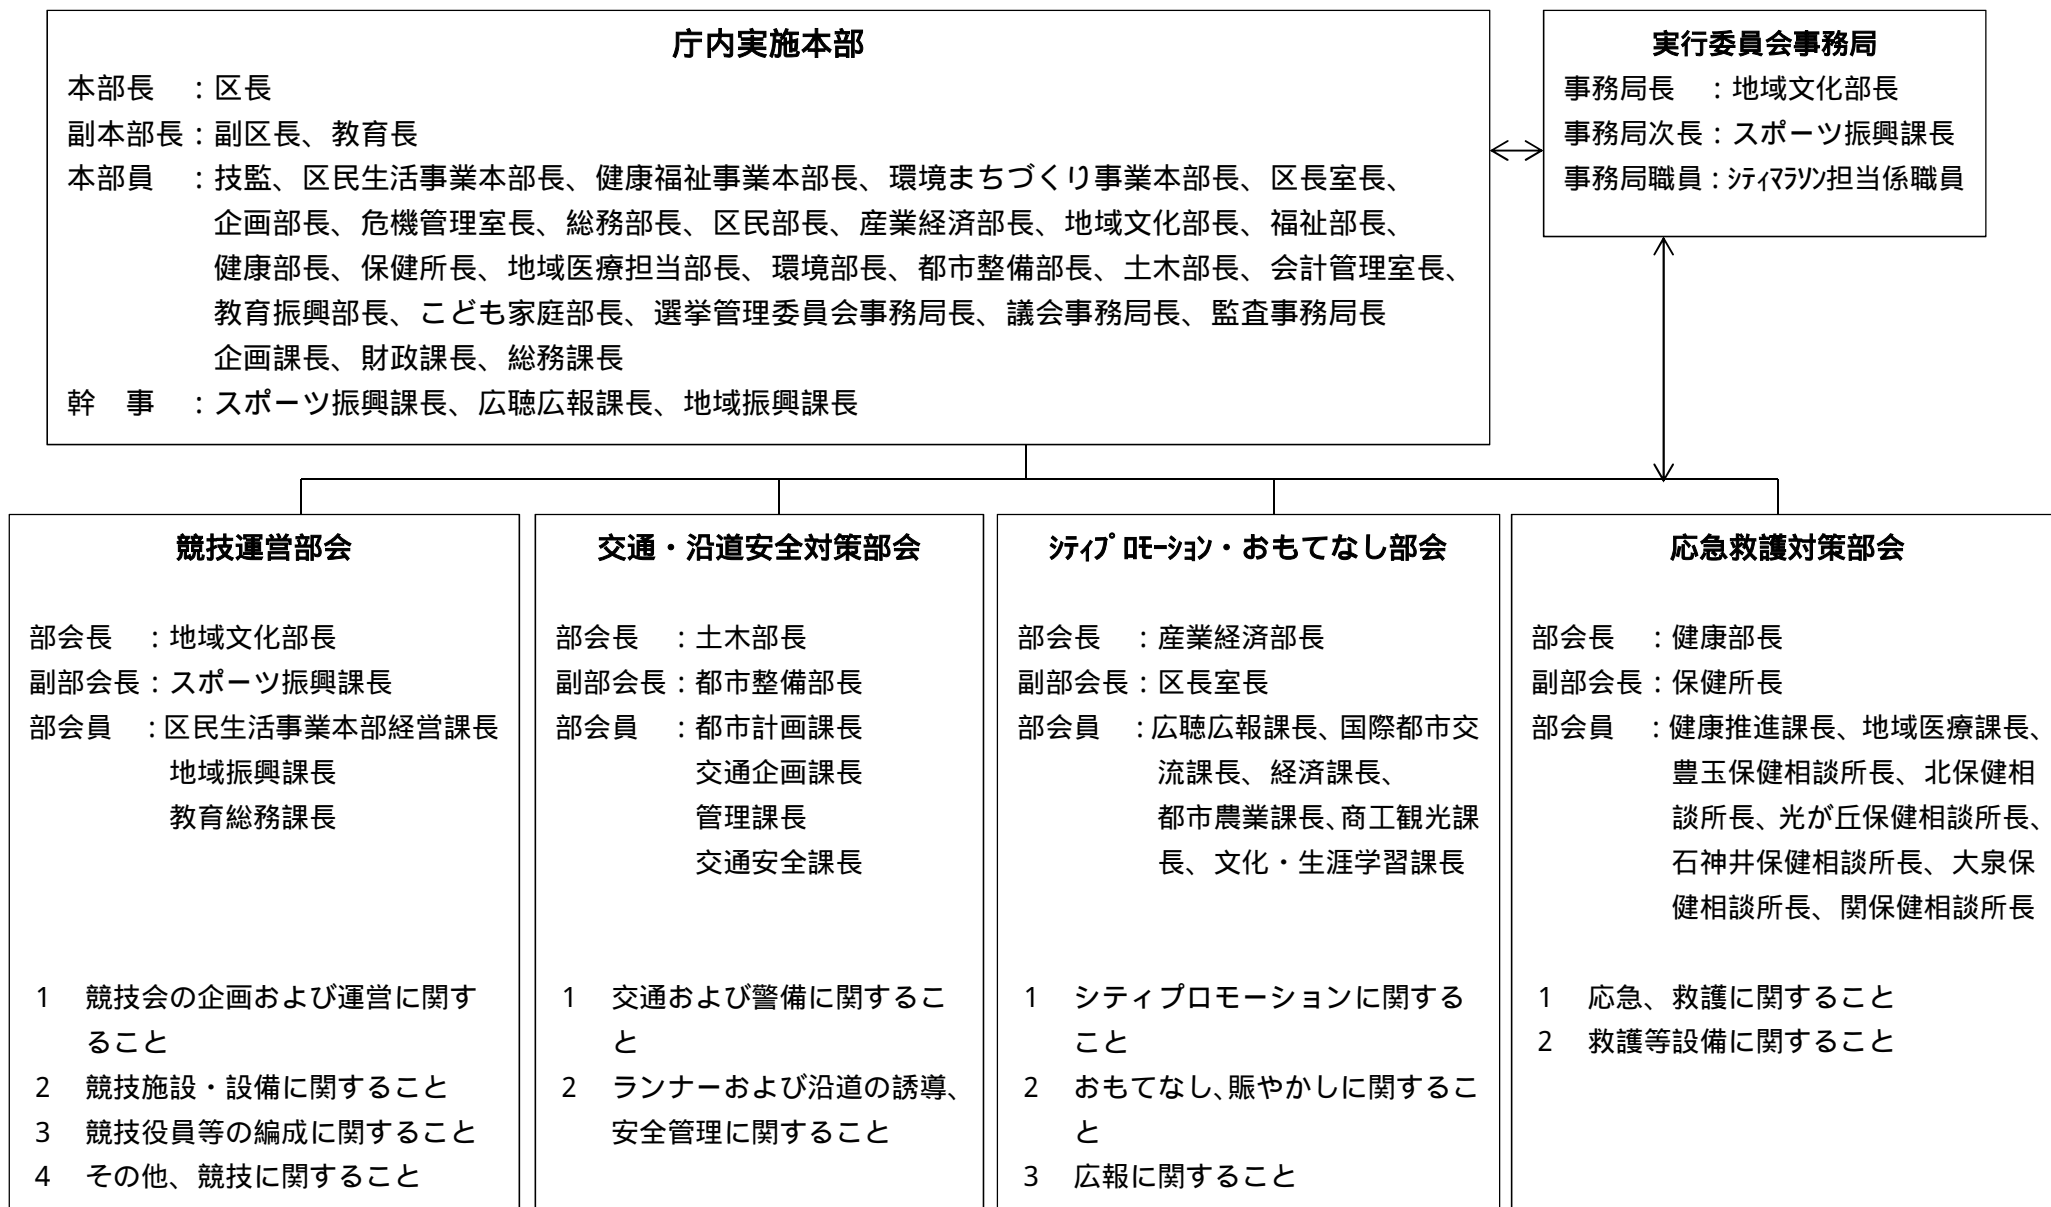 庁内実施本部
本部長　：区長
副本部長：副区長、教育長
本部員　：技監、区民生活事業本部長、健康福祉事業本部長、環境まちづくり事業本部長、区長室長、
企画部長、危機管理室長、総務部長、区民部長、産業経済部長、地域文化部長、福祉部長、
健康部長、保健所長、地域医療担当部長、環境部長、都市整備部長、土木部長、会計管理室長、
教育振興部長、こども家庭部長、選挙管理委員会事務局長、議会事務局長、監査事務局長
企画課長、財政課長、総務課長
幹　事　：スポーツ振興課長、広聴広報課長、地域振興課長
実行委員会事務局
事務局長　：地域文化部長
事務局次長：スポーツ振興課長
事務局職員：ｼﾃｨﾏﾗｿﾝ担当係職員
競技運営部会
部会長　：地域文化部長
副部会長：スポーツ振興課長
部会員　：区民生活事業本部経営課長
地域振興課長
教育総務課長
1　競技会の企画および運営に関す
ること
2　競技施設・設備に関すること
3　競技役員等の編成に関すること
4　その他、競技に関すること
交通・沿道安全対策部会
部会長　：土木部長
副部会長：都市整備部長
部会員　：都市計画課長
交通企画課長
管理課長
交通安全課長
1　交通および警備に関するこ
と
2　ランナーおよび沿道の誘導、
安全管理に関すること
ｼﾃｨﾌﾟﾛﾓｰｼｮﾝ・おもてなし部会
部会長　：産業経済部長
副部会長：区長室長
部会員　：広聴広報課長、国際都市交
流課長、経済課長、
都市農業課長、商工観光課
長、文化・生涯学習課長
1　シティプロモーションに関する
こと
2　おもてなし、賑やかしに関するこ
と
3　広報に関すること
応急救護対策部会
部会長　：健康部長
副部会長：保健所長
部会員　：健康推進課長、地域医療課長、
豊玉保健相談所長、北保健相
談所長、光が丘保健相談所長、
石神井保健相談所長、大泉保
健相談所長、関保健相談所長
1　応急、救護に関すること
2　救護等設備に関すること